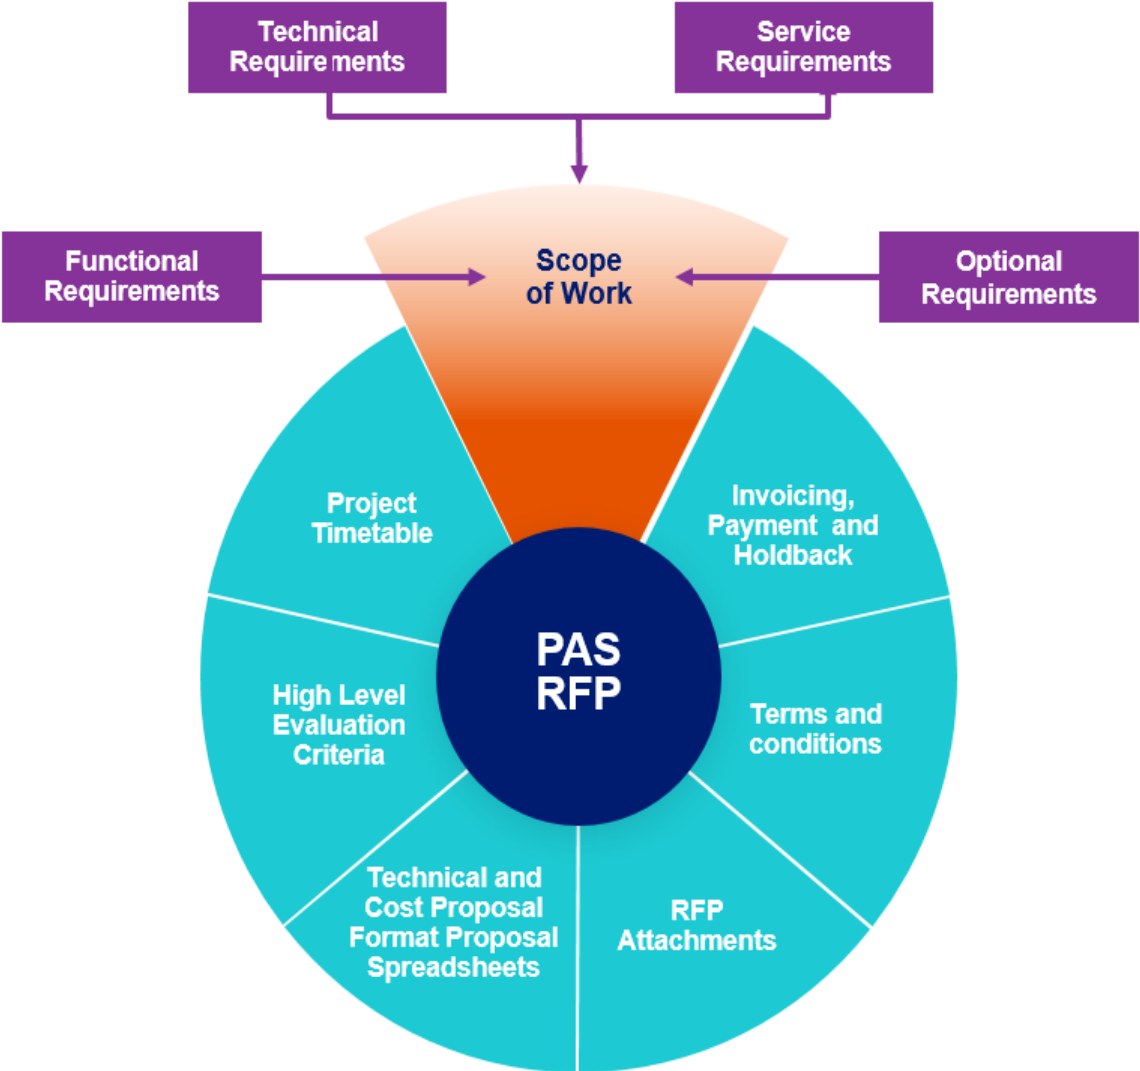 Technical
Requirements
Service
Requirements
Functional
Requirements
Scope
of Work
Optional
Requirements
Project
Timetable
Invoicing,
Payment and
Holdback
PAS
RFP
High Level
Evaluation
Criteria
Terms and
conditions
Technical and
Cost Proposal
Format Proposal
Spreadsheets
RFP
Attachments